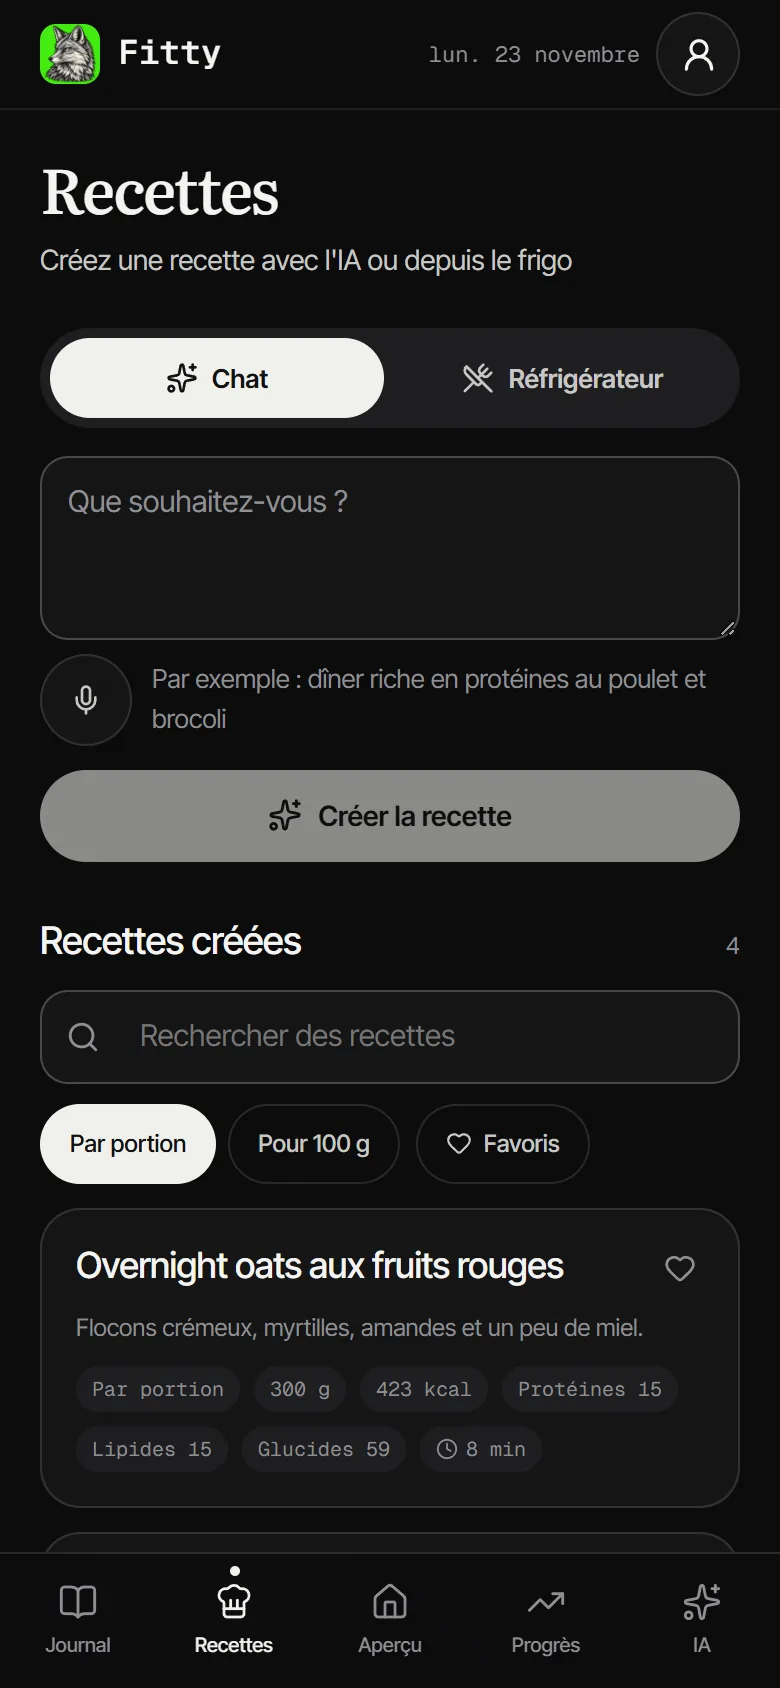 Fitty
lun. 23 novembre
Recettes
Créez une recette avec l'IA ou depuis le frigo
Chat
Réfrigérateur
Que souhaitez-vous ?
Par exemple : dîner riche en protéines au poulet et
brocoli
Créer la recette
Recettes créées
4
Rechercher des recettes
Par portion
Pour 100 g
Favoris
Overnight oats aux fruits rouges
Flocons crémeux, myrtilles, amandes et un peu de miel.
Par portion
300 g
423 kcal
Protéines 15
Lipides 15
Glucides 59
8 min
Journal
Recettes
Aperçu
Progrès
IA